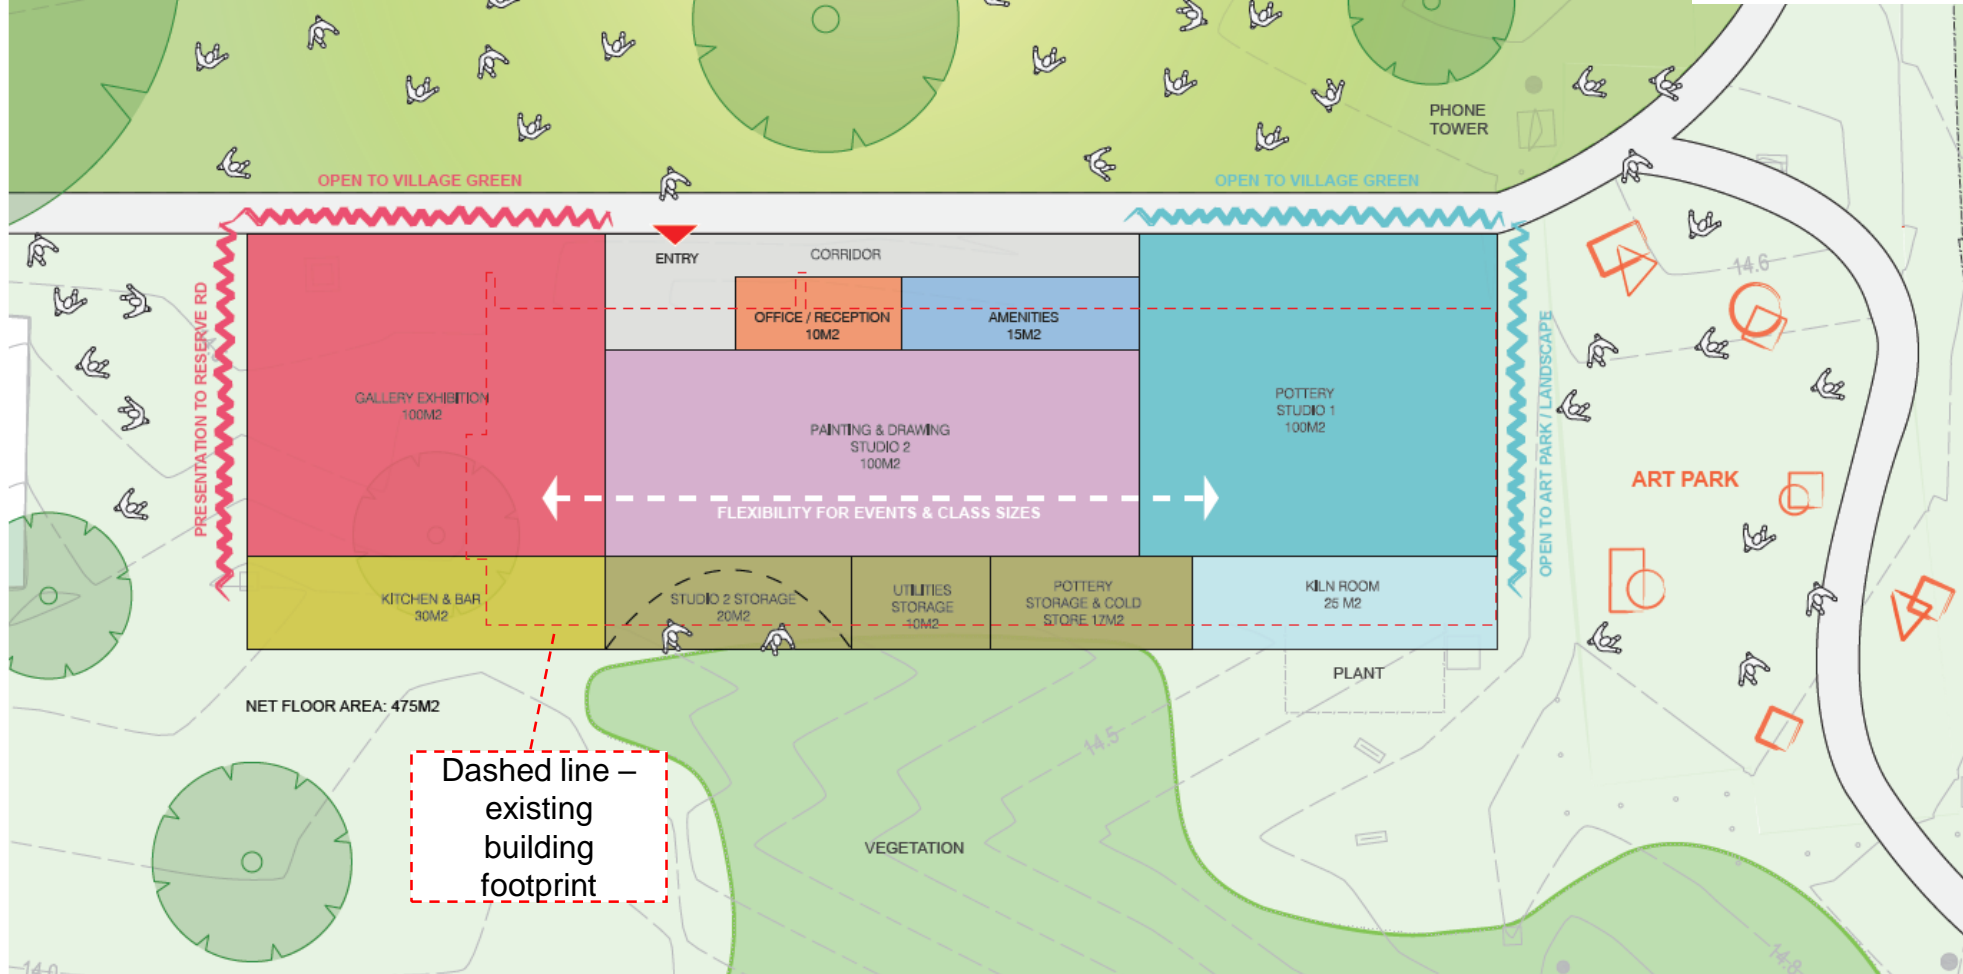 PHONE
TOWER
OPEN TO VILLAGE GREEN
OPEN TO VILLAGE GREEN
ENTRY
CORRIDOR
14.6
PRESENTATION TO RESERVE RD
OFFICE / RECEPTION
10M2
AMENITIES
15M2
GALLERY EXHIBITION
100M2
PAINTING & DRAWING
STUDIO 2
100M2
POTTERY
STUDIO 1
100M2
OPEN TO ART PARK / LANDSCAPE
ART PARK
FLEXIBILITY FOR EVENTS & CLASS SIZES
KITCHEN & BAR
30M2
STUDIO 2 STORAGE
20M2
UTILITIES
STORAGE
10M2
POTTERY
STORAGE & COLD
STORE 17M2
KILN ROOM
25 M2
PLANT
NET FLOOR AREA: 475M2
14.5
Dashed line –
existing
building
footprint
VEGETATION
14.0
14.8